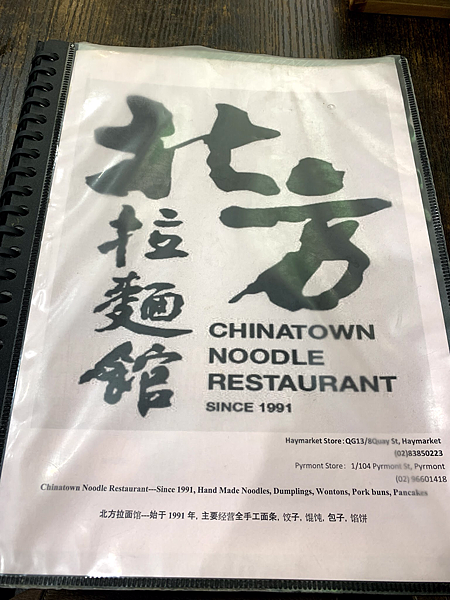 北方
拉麵館
CHINATOWN
NOODLE
RESTAURANT
SINCE 1991
Haymarket Store：QG13/8Quay St, Haymarket
(02)83850223
Pyrmont Store： 1/104 Pyrmont St, Pyrmont
(02) 96601418
Chinatown Noodle Restaurant---Since 1991, Hand Made Noodles, Dumplings, Wontons, Pork buns, Pancakes
北方拉面馆---始于 1991 年, 主要经营全手工面条, 饺子, 馄饨, 包子, 馅饼